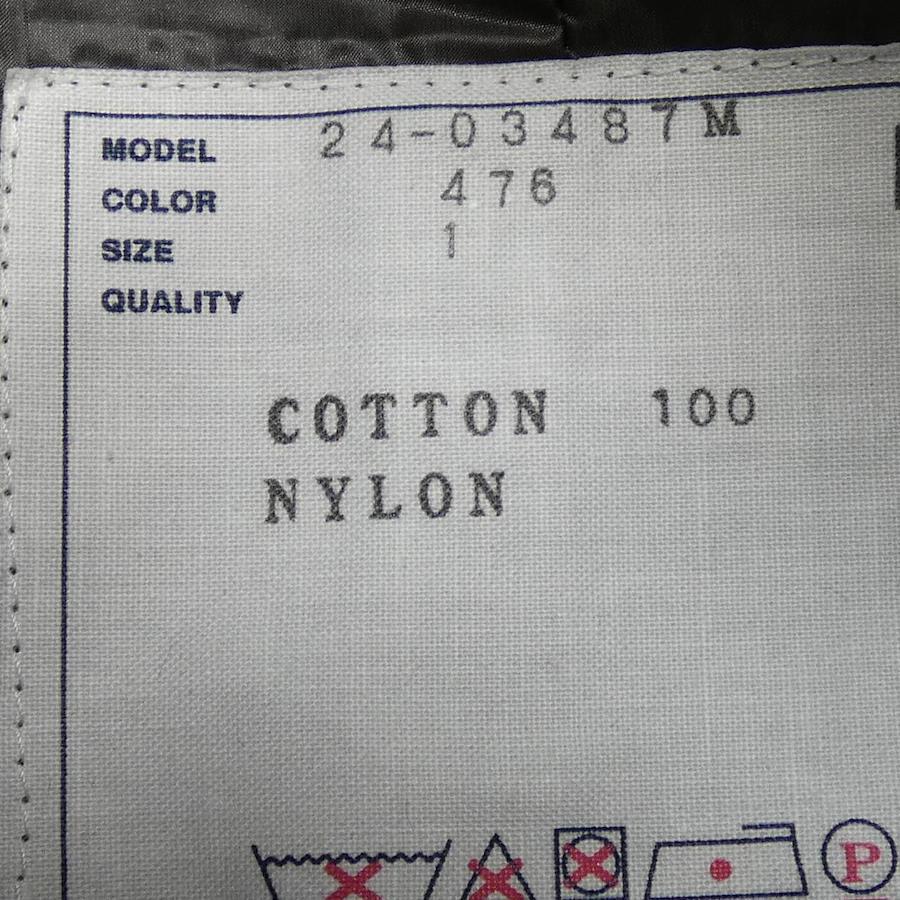 MODEL 24-03487M
COLOR 476
SIZE 1
QUALITY
COTTON 100
NYLON
P